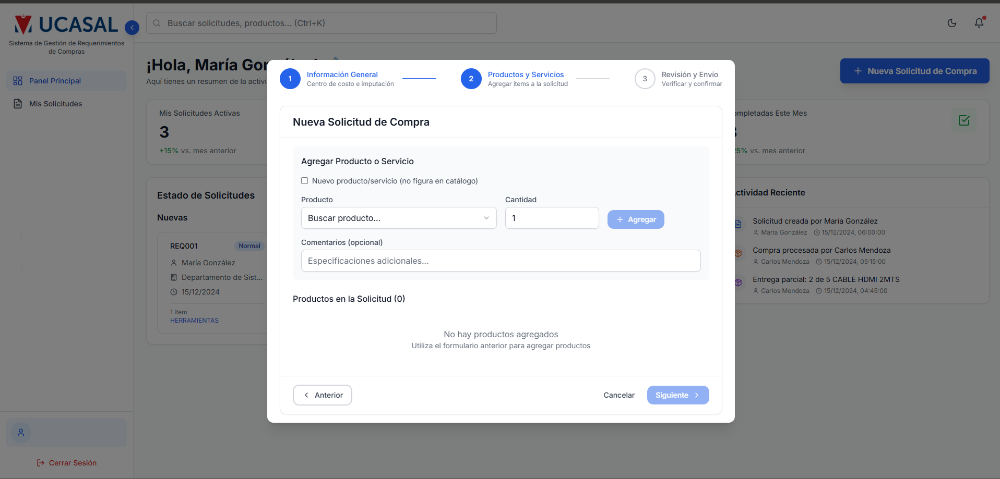 UCASAL
Sistema de Gestión de Requerimientos
de Compras
Panel Principal
Mis Solicitudes
Cerrar Sesión
Buscar solicitudes, productos... (Ctrl+K)
¡Hola, María
Aquí tienes un resumen de la
Nueva Solicitud de Compra
Mis Solicitudes Activas
3
+15% vs. mes anterior
Este Mes
vs. mes anterior
Estado de Solicitudes
Nuevas
REQ001
Normal
María González
Departamento de Sist...
15/12/2024
1 ítem
HERRAMIENTAS
Reciente
Solicitud creada por María González
María González 15/12/2024, 06:00:00
Compra procesada por Carlos Mendoza
Carlos Mendoza 15/12/2024, 05:15:00
Entrega parcial: 2 de 5 CABLE HDMI 2MTS
Carlos Mendoza 15/12/2024, 04:45:00
1
Información General
Centro de costo e imputación
2
Productos y Servicios
Agregar ítems a la solicitud
3
Revisión y Envío
Verificar y confirmar
Nueva Solicitud de Compra
Agregar Producto o Servicio
Nuevo producto/servicio (no figura en catálogo)
Producto
Buscar producto...
Cantidad
1
Agregar
Comentarios (opcional)
Especificaciones adicionales...
Productos en la Solicitud (0)
No hay productos agregados
Utiliza el formulario anterior para agregar productos
Anterior
Cancelar
Siguiente